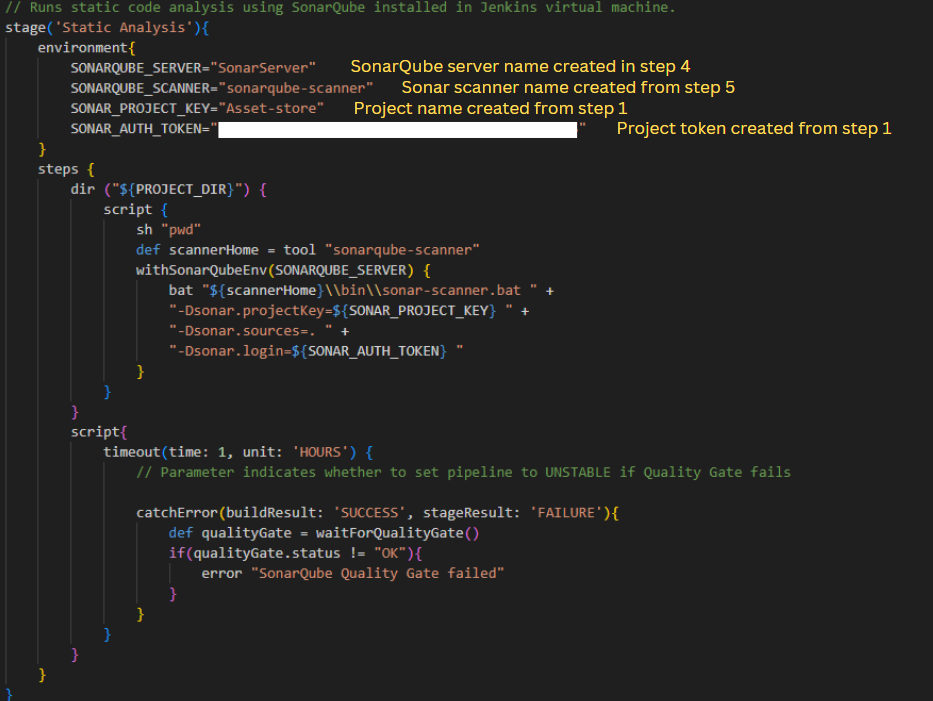 // Runs static code analysis using SonarQube installed in Jenkins virtual machine.
stage('Static Analysis'){
environment{
SONARQUBE_SERVER="SonarServer" SonarQube server name created in step 4
SONARQUBE_SCANNER="sonarqube-scanner" Sonar scanner name created from step 5
SONAR_PROJECT_KEY="Asset-store" Project name created from step 1
SONAR_AUTH_TOKEN=" " Project token created from step 1
}
steps {
dir ("${PROJECT_DIR}") {
script {
sh "pwd"
def scannerHome = tool "sonarqube-scanner"
withSonarQubeEnv(SONARQUBE_SERVER) {
bat "${scannerHome}\\bin\\sonar-scanner.bat " +
"-Dsonar.projectKey=${SONAR_PROJECT_KEY} " +
"-Dsonar.sources=. " +
"-Dsonar.login=${SONAR_AUTH_TOKEN} "
}
}
}
script{
timeout(time: 1, unit: 'HOURS') {
// Parameter indicates whether to set pipeline to UNSTABLE if Quality Gate fails
catchError(buildResult: 'SUCCESS', stageResult: 'FAILURE'){
def qualityGate = waitForQualityGate()
if(qualityGate.status != "OK"){
error "SonarQube Quality Gate failed"
}
}
}
}
}
}